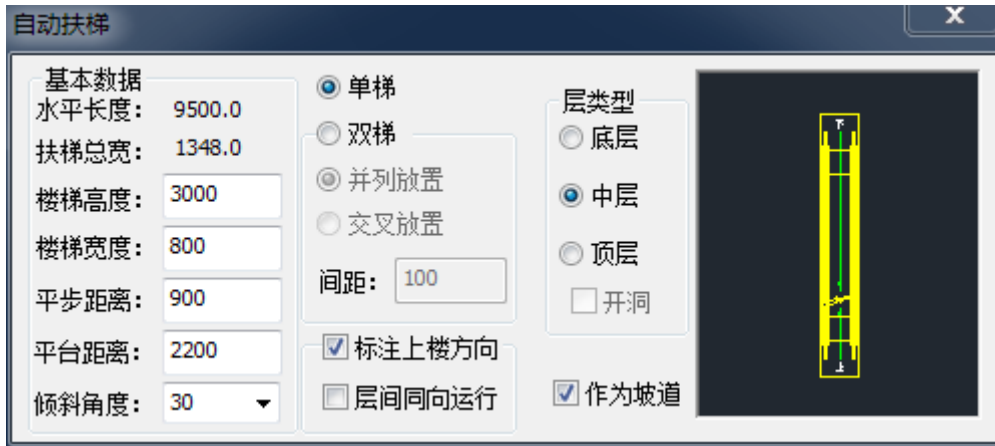 自动扶梯
X
基本数据
水平长度： 9500.0
扶梯总宽： 1348.0
楼梯高度： 3000
楼梯宽度： 800
平步距离： 900
平台距离： 2200
倾斜角度： 30
单梯
双梯
并列放置
交叉放置
间距： 100
标注上楼方向
层间同向运行
层类型
底层
中层
顶层
开洞
作为坡道
下
上